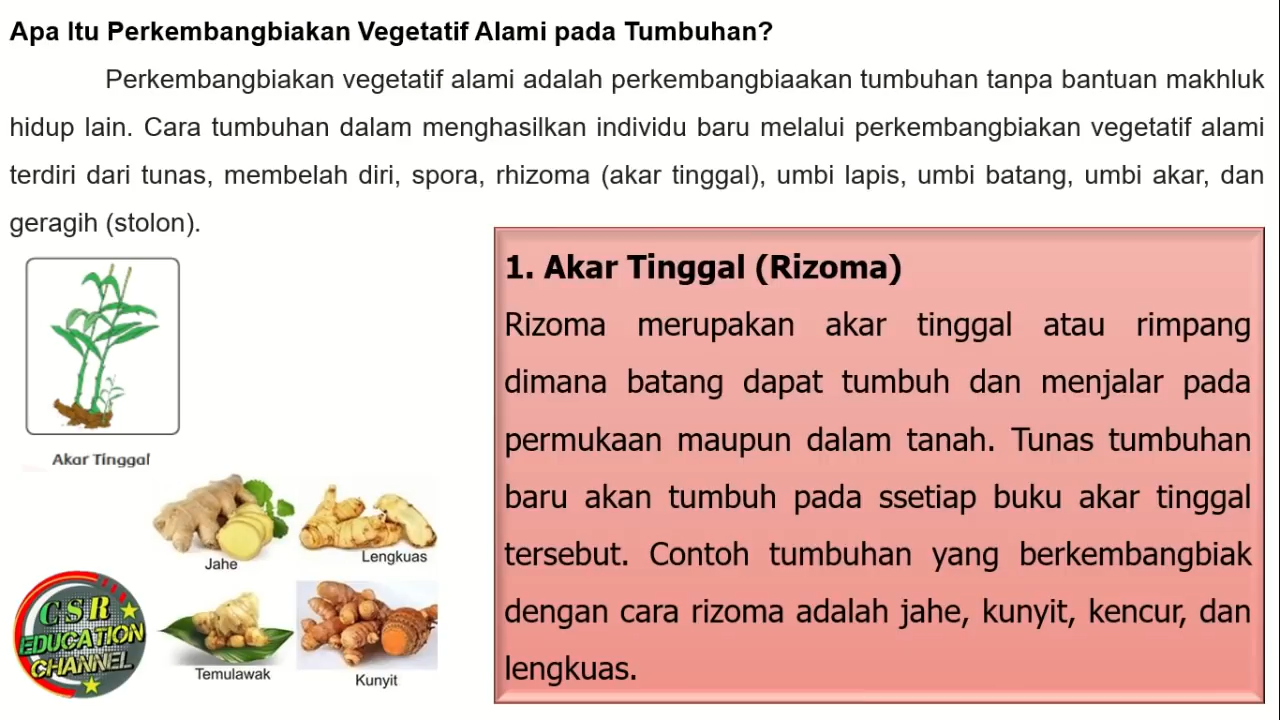 Apa Itu Perkembangbiakan Vegetatif Alami pada Tumbuhan?
Perkembangbiakan vegetatif alami adalah perkembangbiaakan tumbuhan tanpa bantuan makhluk
hidup lain. Cara tumbuhan dalam menghasilkan individu baru melalui perkembangbiakan vegetatif alami
terdiri dari tunas, membelah diri, spora, rhizoma (akar tinggal), umbi lapis, umbi batang, umbi akar, dan
geragih (stolon).
Akar Tinggal
Jahe
Lengkuas
Temulawak
Kunyit
CSR
EDUCATION
CHANNEL
1. Akar Tinggal (Rizoma)
Rizoma merupakan akar tinggal atau rimpang
dimana batang dapat tumbuh dan menjalar pada
permukaan maupun dalam tanah. Tunas tumbuhan
baru akan tumbuh pada ssetiap buku akar tinggal
tersebut. Contoh tumbuhan yang berkembangbiak
dengan cara rizoma adalah jahe, kunyit, kencur, dan
lengkuas.